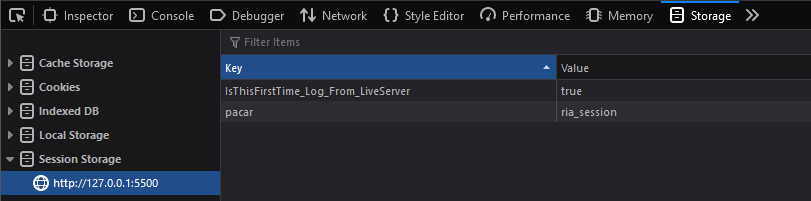 Inspector Console Debugger Network Style Editor Performance Memory Storage
Filter Items
Cache Storage
Cookies
Indexed DB
Local Storage
Session Storage
http://127.0.0.1:5500
Key Value
IsThisFirstTime_Log_From_LiveServer true
pacar ria_session